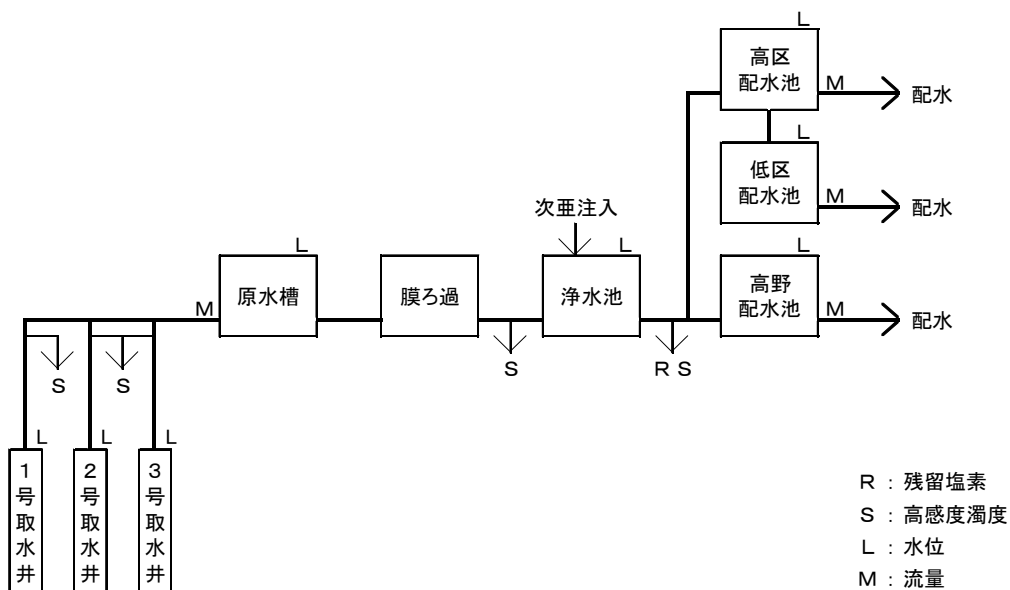 L
高区
配水池
M
配水
L
低区
配水池
M
配水
次亜注入
L
原水槽
膜ろ過
L
浄水池
L
高野
配水池
M
配水
M
S
S
S
R S
L
L
L
1号取水井
2号取水井
3号取水井
R : 残留塩素
S : 高感度濁度
L : 水位
M : 流量